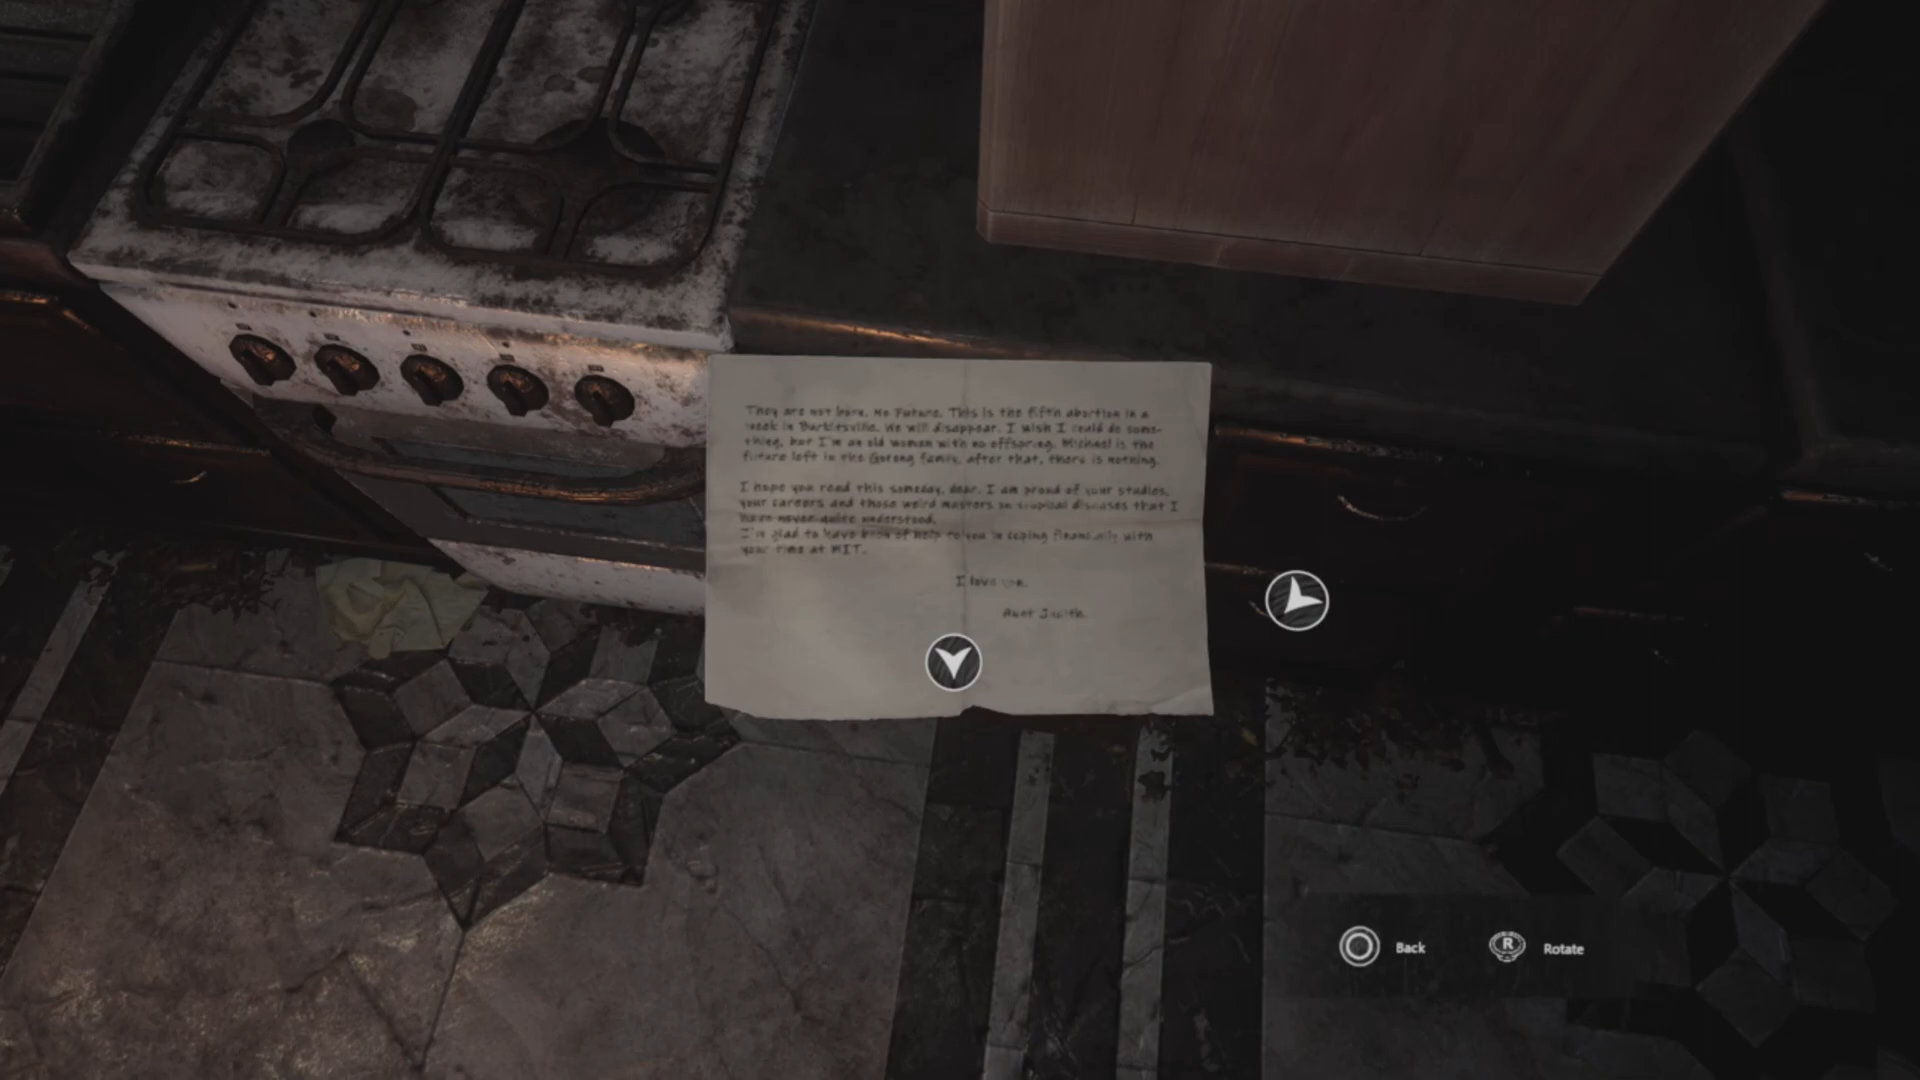 They are not born. No Future. This is the fifth abortion in a
week in Burkitsville. We will disappear. I wish I could do some-
thing, but I'm an old woman with no offspring. Michael is the
future left in the Goreng family, after that, there is nothing.
I hope you read this someday, dear. I am proud of your studies,
your careers and those weird masters on tropical diseases that I
have never quite understood.
I'm glad to have been of help to you in coping financially with
your time at MIT.
I love you.
Aunt Judith.
Back
R
Rotate